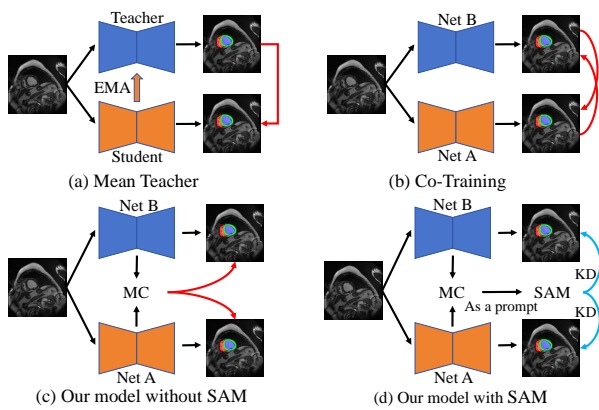 Teacher
EMA
Student
(a) Mean Teacher
Net B
Net A
(b) Co-Training
Net B
MC
Net A
(c) Our model without SAM
Net B
KD
MC
SAM
As a prompt
KD
Net A
(d) Our model with SAM